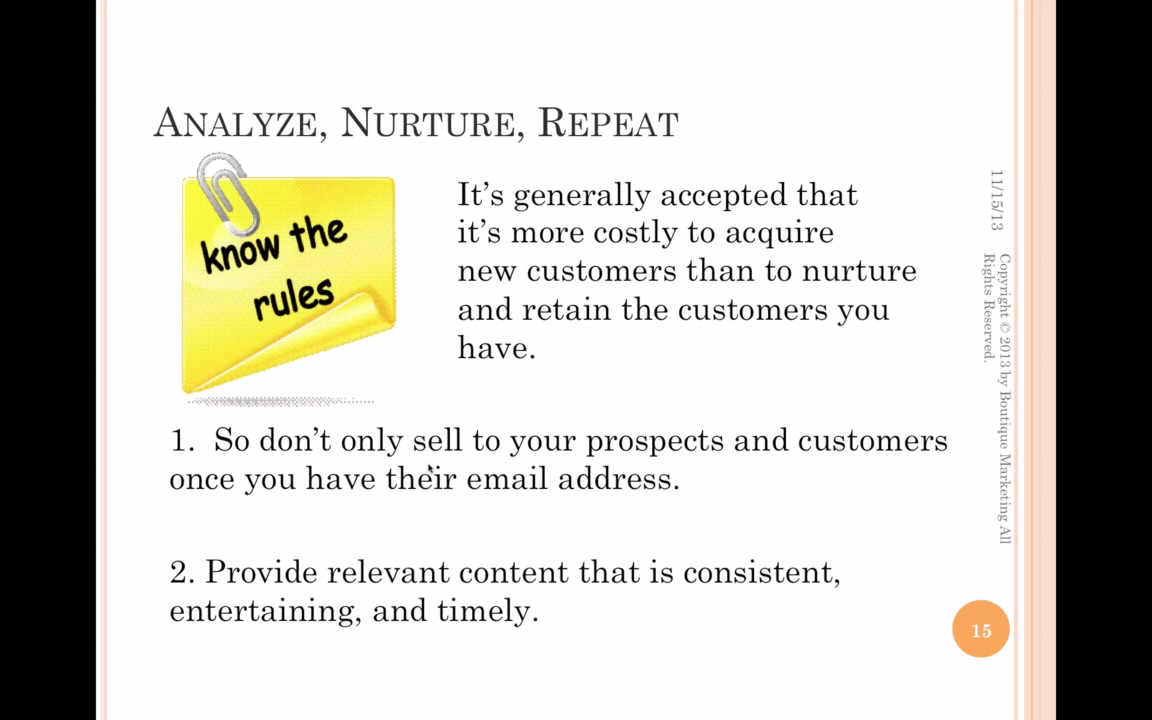 ANALYZE, NURTURE, REPEAT
know the
rules
It's generally accepted that
it's more costly to acquire
new customers than to nurture
and retain the customers you
have.
1. So don't only sell to your prospects and customers
once you have their email address.
2. Provide relevant content that is consistent,
entertaining, and timely.
11/15/13
Copyright © 2013 by Boutique Marketing All
Rights Reserved.
15